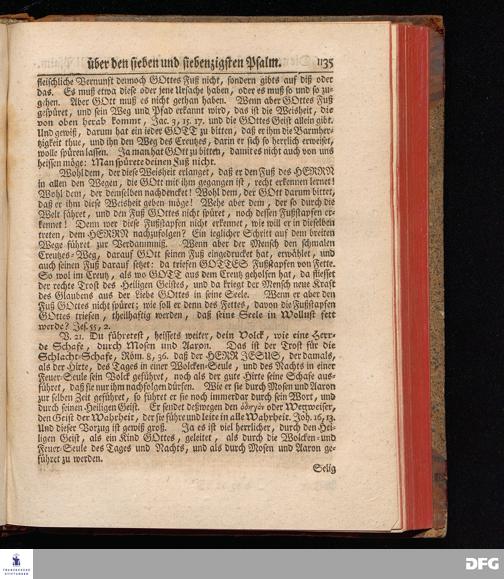 über den sieben und siebenzigsten Psalm. 1135
fleischliche Vernunft dennoch GOttes Fuß nicht, sondern gibts auf diß oder
das. Es muß etwa diese oder jene Ursache haben, oder es muß so und so zu-
gehen. Aber GOtt muß es nicht gethan haben. Wenn aber GOttes Fuß
gespüret, und sein Weg und Pfad erkannt wird, das ist die Weisheit, die
von oben herab kommt, Jac. 3, 15. 17. und die GOttes Geist allein gibt.
Und gewiß, darum hat ein ieder GOTT zu bitten, daß er ihm die Barmher-
tzigkeit thue, und ihn den Weg des Creutzes, darin er sich so herrlich erweiset,
wolle spüren lassen. Ja man hat GOtt zu bitten, damit es nicht auch von uns
heissen möge: Man spürete deinen Fuß nicht.
Wohl dem, der diese Weisheit erlanget, daß er den Fuß des HERRN
in allen den Wegen, die GOtt mit ihm gegangen ist, recht erkennen lernet!
Wohl dem, der demselben nachdencket! Wohl dem, der GOtt darum bittet,
daß er ihm diese Weisheit geben möge! Wehe aber dem, der so durch die
Welt fähret, und den Fuß GOttes nicht spüret, noch dessen Fußstapfen er-
kennet! Denn wer diese Fußstapfen nicht erkennet, wie will er in dieselben
treten, dem HERRN nachzufolgen? Ein ieglicher Schritt auf dem breiten
Wege führet zur Verdammniß. Wenn aber der Mensch den schmalen
Creutzes-Weg, darauf GOtt seinen Fuß eingedruckt hat, erwählet, und
auch seinen Fuß darauf setzet: da triefen GOTTES Fußstapfen von Fette.
So wol im Creutz, als wo GOTT aus dem Creutz geholfen hat, da fliesset
der rechte Trost des Heiligen Geistes, und da kriegt der Mensch neue Kraft
des Glaubens aus der Liebe GOttes in seine Seele. Wenn er aber den
Fuß GOttes nicht spüret; wie soll er denn des Fettes, davon die Fußstapfen
GOttes triefen, theilhaftig werden, daß seine Seele in Wollust fett
werde? Jes. 55, 2.
V. 21. Du führetest, heissets weiter, dein Volck, wie eine Heer-
de Schafe, durch Mosen und Aaron. Das ist der Trost für die
Schlacht-Schafe, Röm. 8, 36. daß der HERR JESUS, der damals,
als der Hirte, des Tages in einer Wolcken-Seule, und des Nachts in einer
Feuer-Seule sein Volck geführet, noch als der gute Hirte seine Schafe aus-
führet, daß sie nur ihm nachfolgen dürfen. Wie er sie durch Mosen und Aaron
zur selben Zeit geführet, so führet er sie noch immerdar durch sein Wort, und
durch seinen Heiligen Geist. Er sendet deßwegen den ὁδηγὸν oder Wegweiser,
den Geist der Wahrheit, der sie führe und leite in alle Wahrheit. Joh. 16, 13.
Und dieser Vorzug ist gewiß groß. Ja es ist viel herrlicher, durch den Hei-
ligen Geist, als ein Kind GOttes, geleitet, als durch die Wolcken- und
Feuer-Seule des Tages und Nachts, und als durch Mosen und Aaron ge-
führet zu werden.
Selig
FRANCKESCHE
STIFTUNGEN
DFG